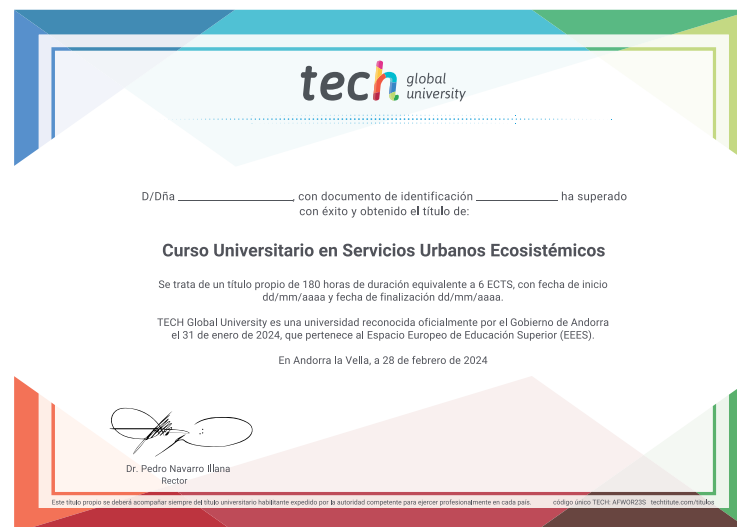 tech global
university
D/Dña ______________, con documento de identificación ______________ ha superado
con éxito y obtenido el título de:
Curso Universitario en Servicios Urbanos Ecosistémicos
Se trata de un título propio de 180 horas de duración equivalente a 6 ECTS, con fecha de inicio
dd/mm/aaaa y fecha de finalización dd/mm/aaaa.
TECH Global University es una universidad reconocida oficialmente por el Gobierno de Andorra
el 31 de enero de 2024, que pertenece al Espacio Europeo de Educación Superior (EEES).
En Andorra la Vella, a 28 de febrero de 2024
Dr. Pedro Navarro Illana
Rector
Este título propio se deberá acompañar siempre del título universitario habilitante expedido por la autoridad competente para ejercer profesionalmente en cada país. código único TECH: AFWOR23S techtitute.com/titulos